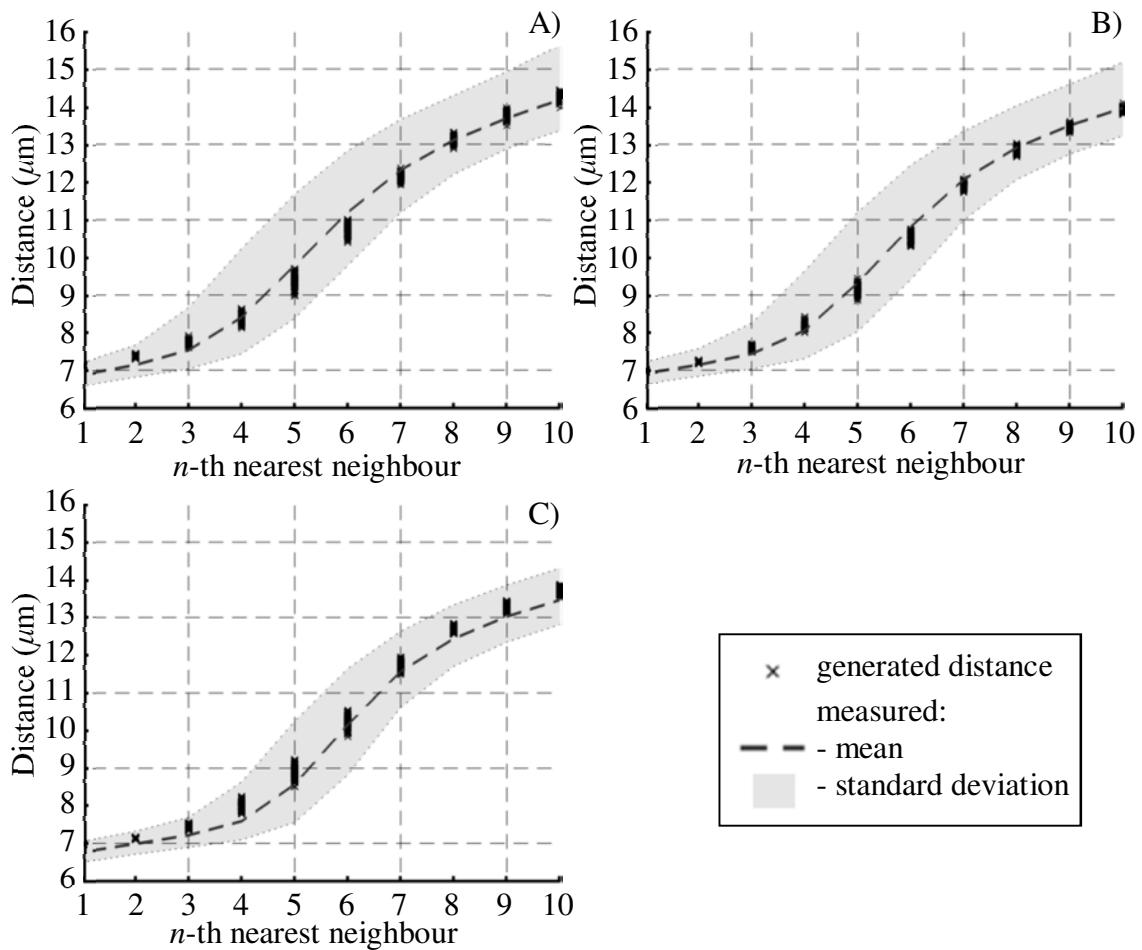 A)
16
15
14
13
12
11
10
9
8
7
6
Distance (μm)
1 2 3 4 5 6 7 8 9 10
n-th nearest neighbour
B)
16
15
14
13
12
11
10
9
8
7
6
Distance (μm)
1 2 3 4 5 6 7 8 9 10
n-th nearest neighbour
C)
16
15
14
13
12
11
10
9
8
7
6
Distance (μm)
1 2 3 4 5 6 7 8 9 10
n-th nearest neighbour
× generated distance
measured:
- mean
- standard deviation